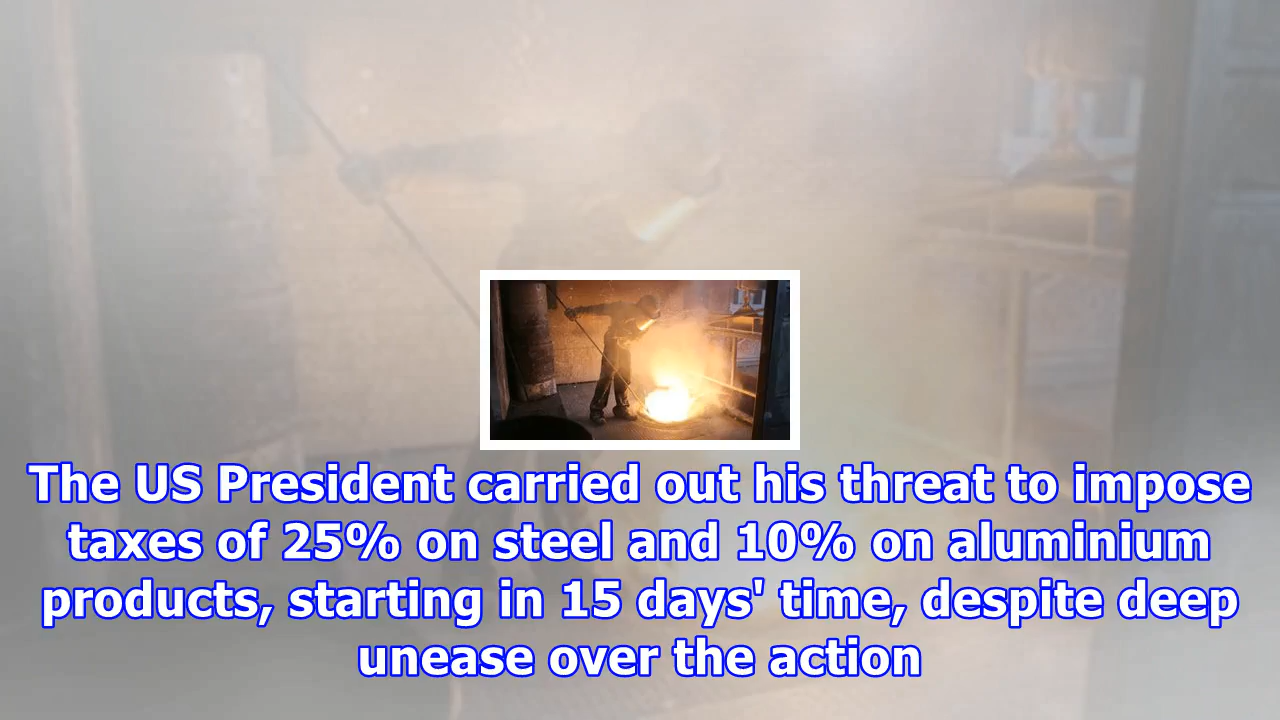 The US President carried out his threat to impose
taxes of 25% on steel and 10% on aluminium
products, starting in 15 days' time, despite deep
unease over the action